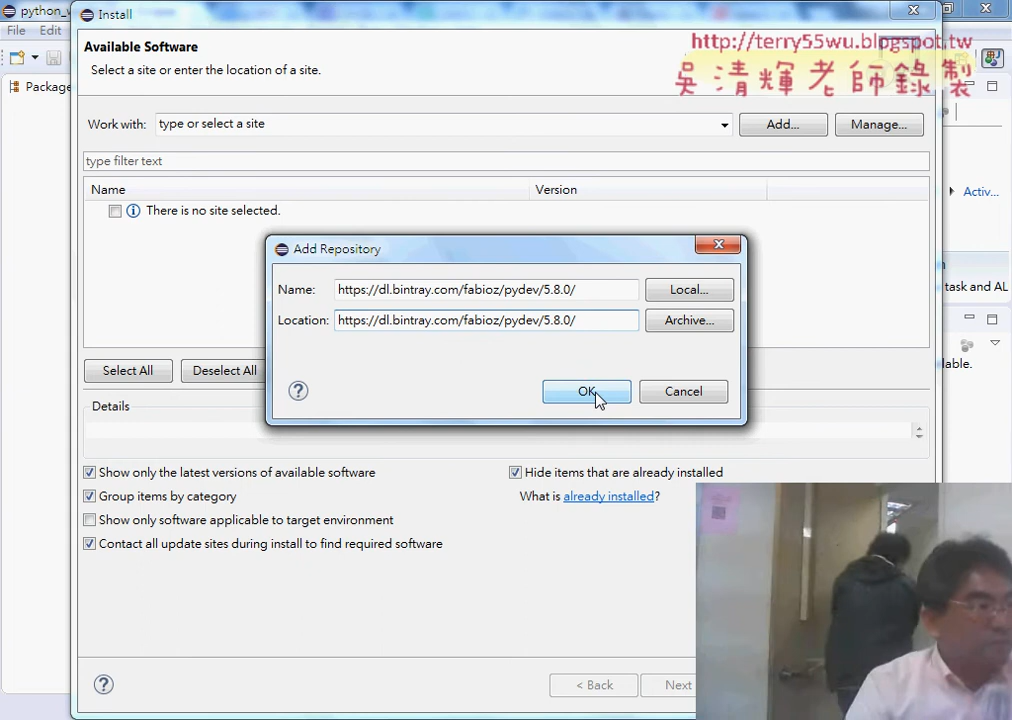 python_w
Install
File Edit
Package
Available Software
Select a site or enter the location of a site.
http://terry55wu.blogspot.tw
吳清輝老師錄製
Work with: type or select a site Add... Manage...
type filter text
Name Version
There is no site selected.
Activ...
Add Repository
Name: https://dl.bintray.com/fabioz/pydev/5.8.0/ Local...
Location: https://dl.bintray.com/fabioz/pydev/5.8.0/ Archive...
task and AL
lable.
Select All Deselect All
OK Cancel
Details
Show only the latest versions of available software
Hide items that are already installed
Group items by category
What is already installed?
Show only software applicable to target environment
Contact all update sites during install to find required software
< Back Next